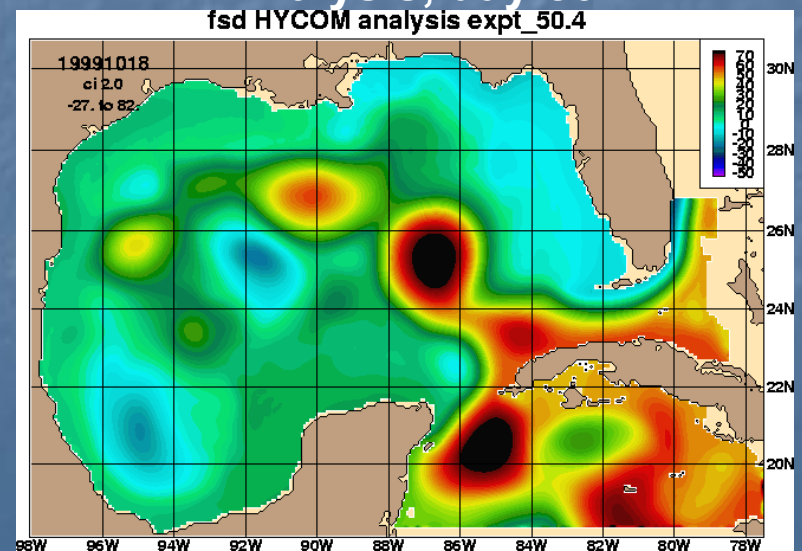 fsd HYCOM analysis expt_50.4
19991018
ci 2.0
-27. to 82.
70
60
50
40
30
20
10
0
-10
-20
-30
-40
-50
30N
28N
26N
24N
22N
20N
98W 96W 94W 92W 90W 88W 86W 84W 82W 80W 78W